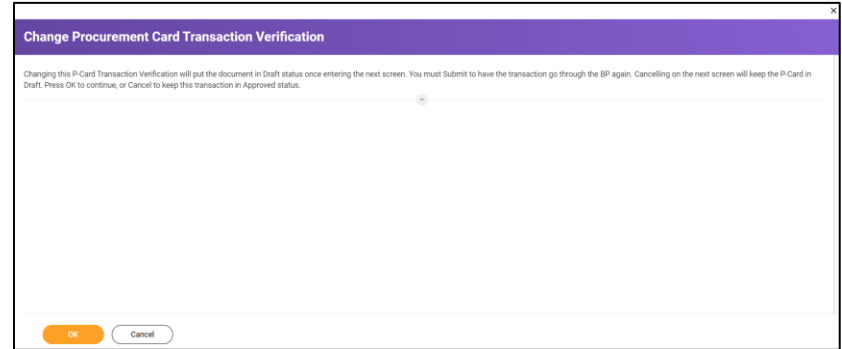 Change Procurement Card Transaction Verification
Changing this P-Card Transaction Verification will put the document in Draft status once entering the next screen. You must Submit to have the transaction go through the BP again. Cancelling on the next screen will keep the P-Card in
Draft. Press OK to continue, or Cancel to keep this transaction in Approved status.
OK Cancel